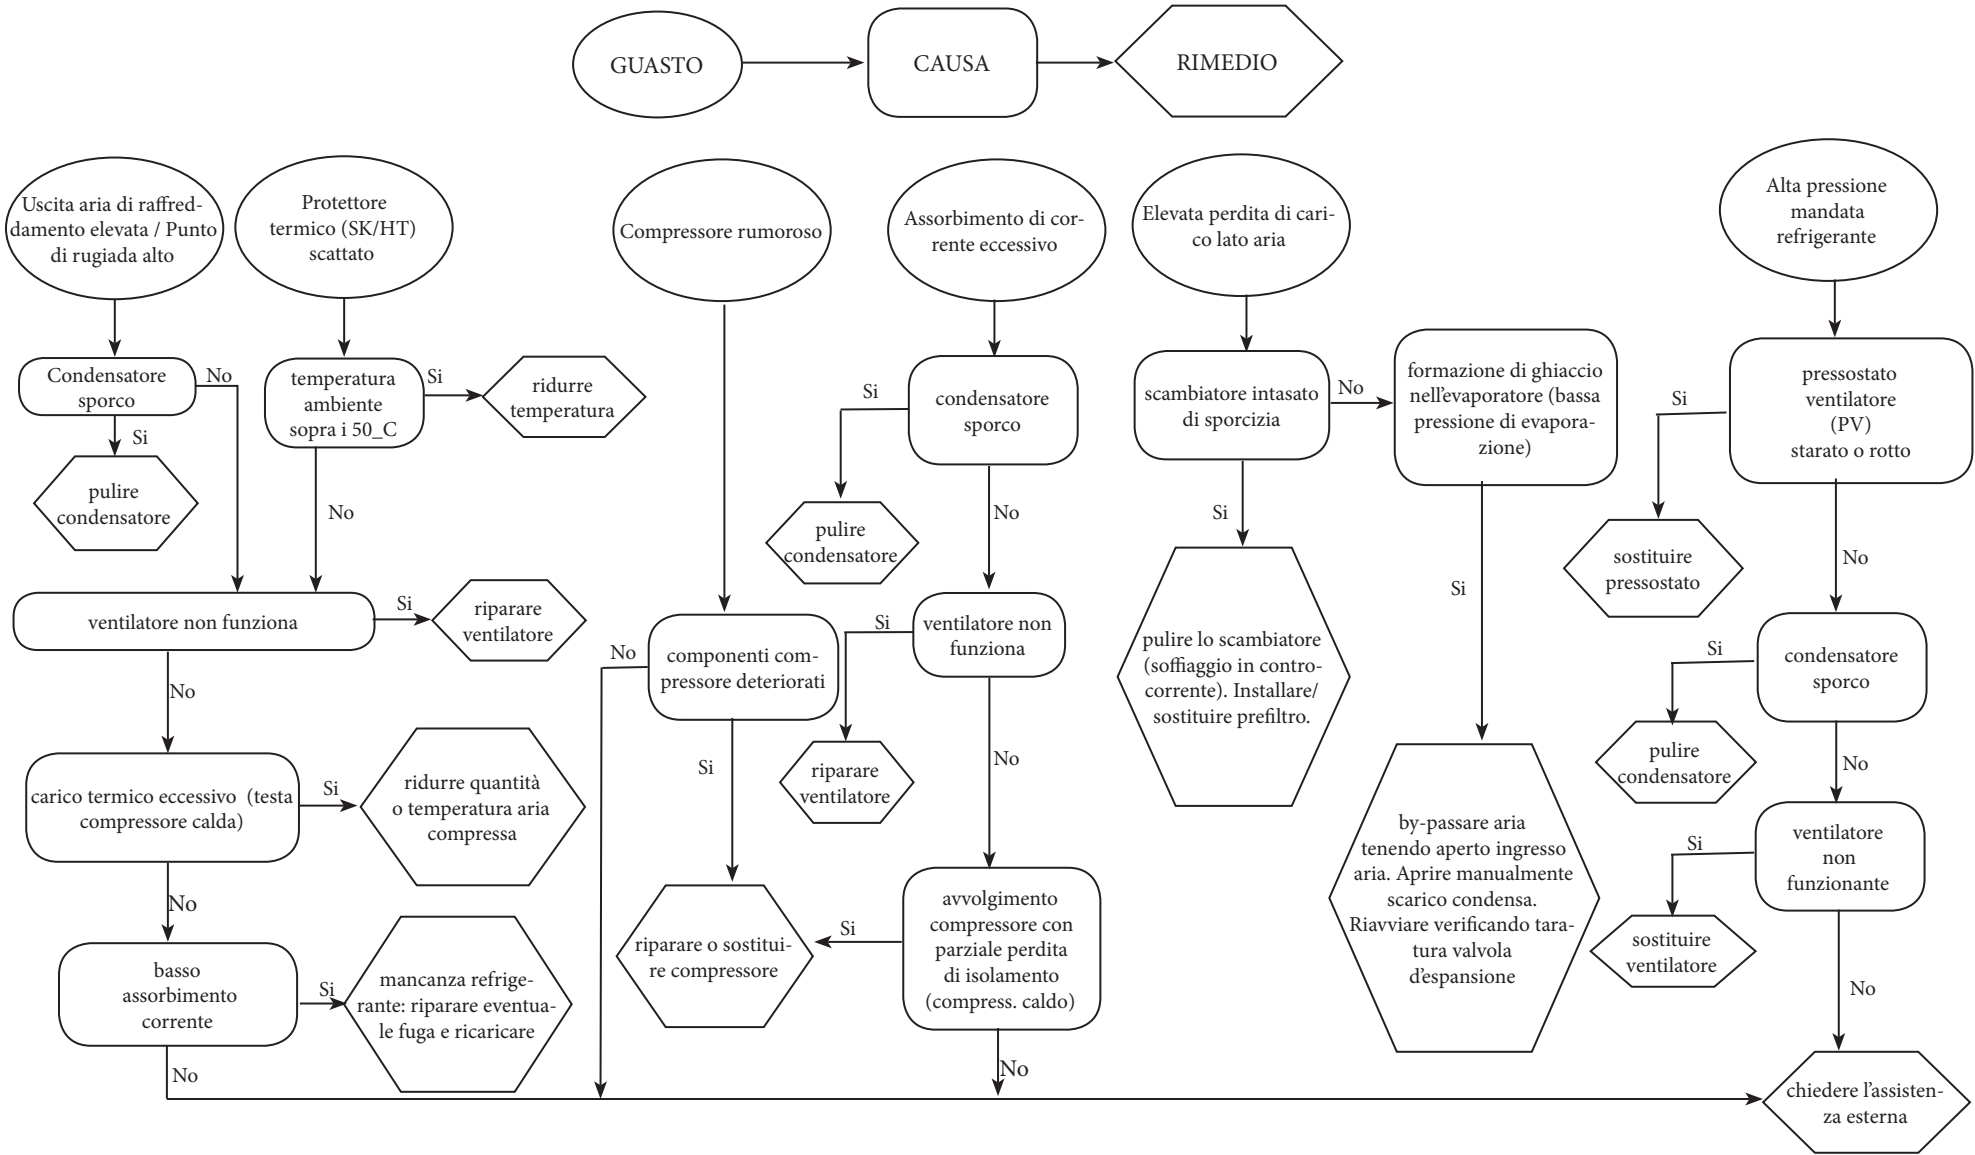 GUASTO
CAUSA
RIMEDIO
Uscita aria di raffred-
damento elevata / Punto
di rugiada alto
Protettore
termico (SK/HT)
scattato
Compressore rumoroso
Assorbimento di cor-
rente eccessivo
Elevata perdita di cari-
co lato aria
Alta pressione
mandata
refrigerante
Condensatore
sporco
No
Si
pulire
condensatore
temperatura
ambiente
sopra i 50_C
Si
ridurre
temperatura
No
ventilatore non funziona
Si
riparare
ventilatore
No
carico termico eccessivo (testa
compressore calda)
Si
ridurre quantità
o temperatura aria
compressa
No
basso
assorbimento
corrente
Si
mancanza refrige-
rante: riparare eventua-
le fuga e ricaricare
No
componenti com-
pressore deteriorati
No
Si
riparare o sostitui-
re compressore
condensatore
sporco
Si
pulire
condensatore
No
ventilatore non
funziona
Si
riparare
ventilatore
No
avvolgimento
compressore con
parziale perdita
di isolamento
(compress. caldo)
Si
No
scambiatore intasato
di sporcizia
No
Si
pulire lo scambiatore
(soffiaggio in contro-
corrente). Installare/
sostituire prefiltro.
formazione di ghiaccio
nell'evaporatore (bassa
pressione di evapora-
zione)
Si
by-passare aria
tenendo aperto ingresso
aria. Aprire manualmente
scarico condensa.
Riavviare verificando tara-
tura valvola
d'espansione
pressostato
ventilatore
(PV)
starato o rotto
Si
sostituire
pressostato
No
condensatore
sporco
Si
pulire
condensatore
No
ventilatore
non
funzionante
Si
sostituire
ventilatore
No
chiedere l'assisten-
za esterna